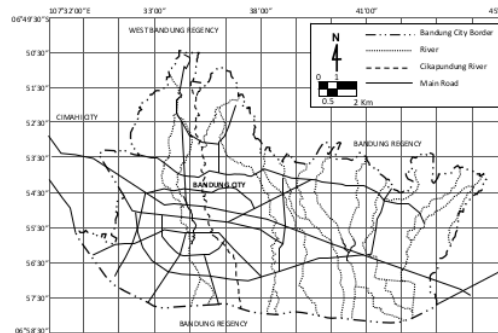 107°32'00"E 33'00" 38'00" 41'00" 45'
06°49'30"S
WEST BANDUNG REGENCY
50'30"
51'30"
52'30"
53'30"
54'30"
55'30"
56'30"
57'30"
06°58'30"S
CIMAHI CITY
BANDUNG REGENCY
BANDUNG CITY
BANDUNG REGENCY
N
0 1
0.5 2 Km
Bandung City Border
River
Cikapundung River
Main Road